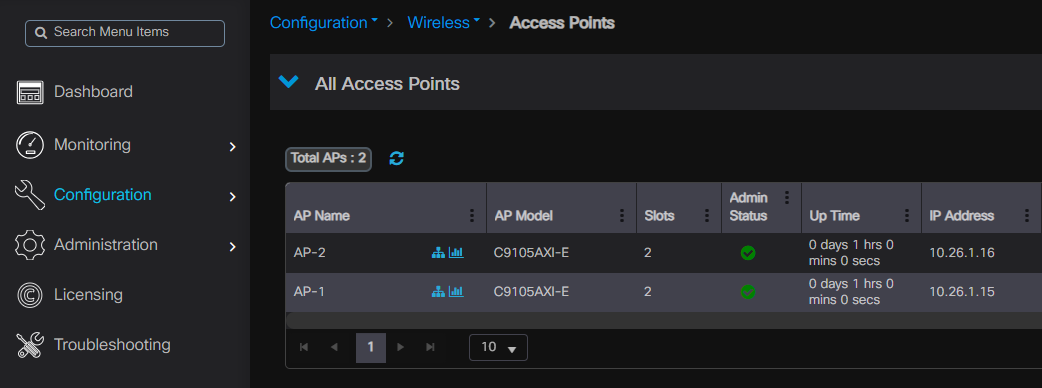 Search Menu Items
Dashboard
Monitoring
Configuration
Administration
Licensing
Troubleshooting
Configuration > Wireless > Access Points
All Access Points
Total APs : 2
AP Name AP Model Slots Admin Status Up Time IP Address
AP-2 C9105AXI-E 2 0 days 1 hrs 0 mins 0 secs 10.26.1.16
AP-1 C9105AXI-E 2 0 days 1 hrs 0 mins 0 secs 10.26.1.15
1 10